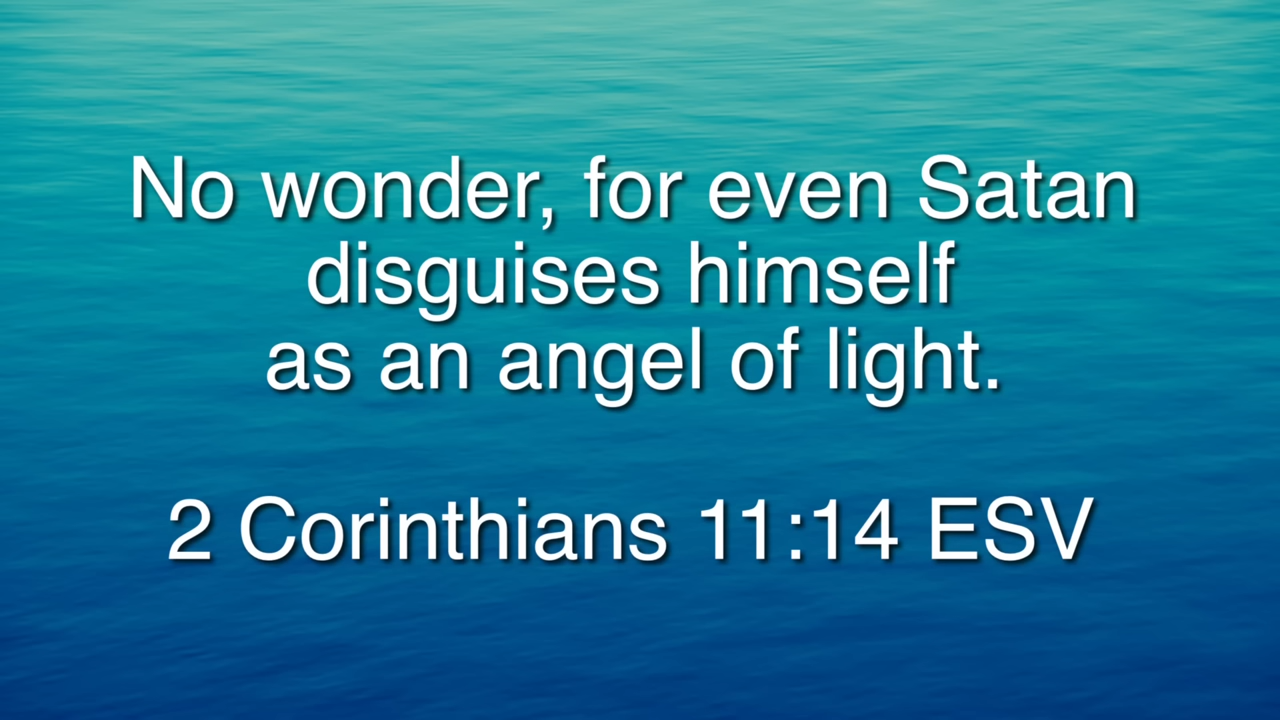 No wonder, for even Satan
disguises himself
as an angel of light.
2 Corinthians 11:14 ESV